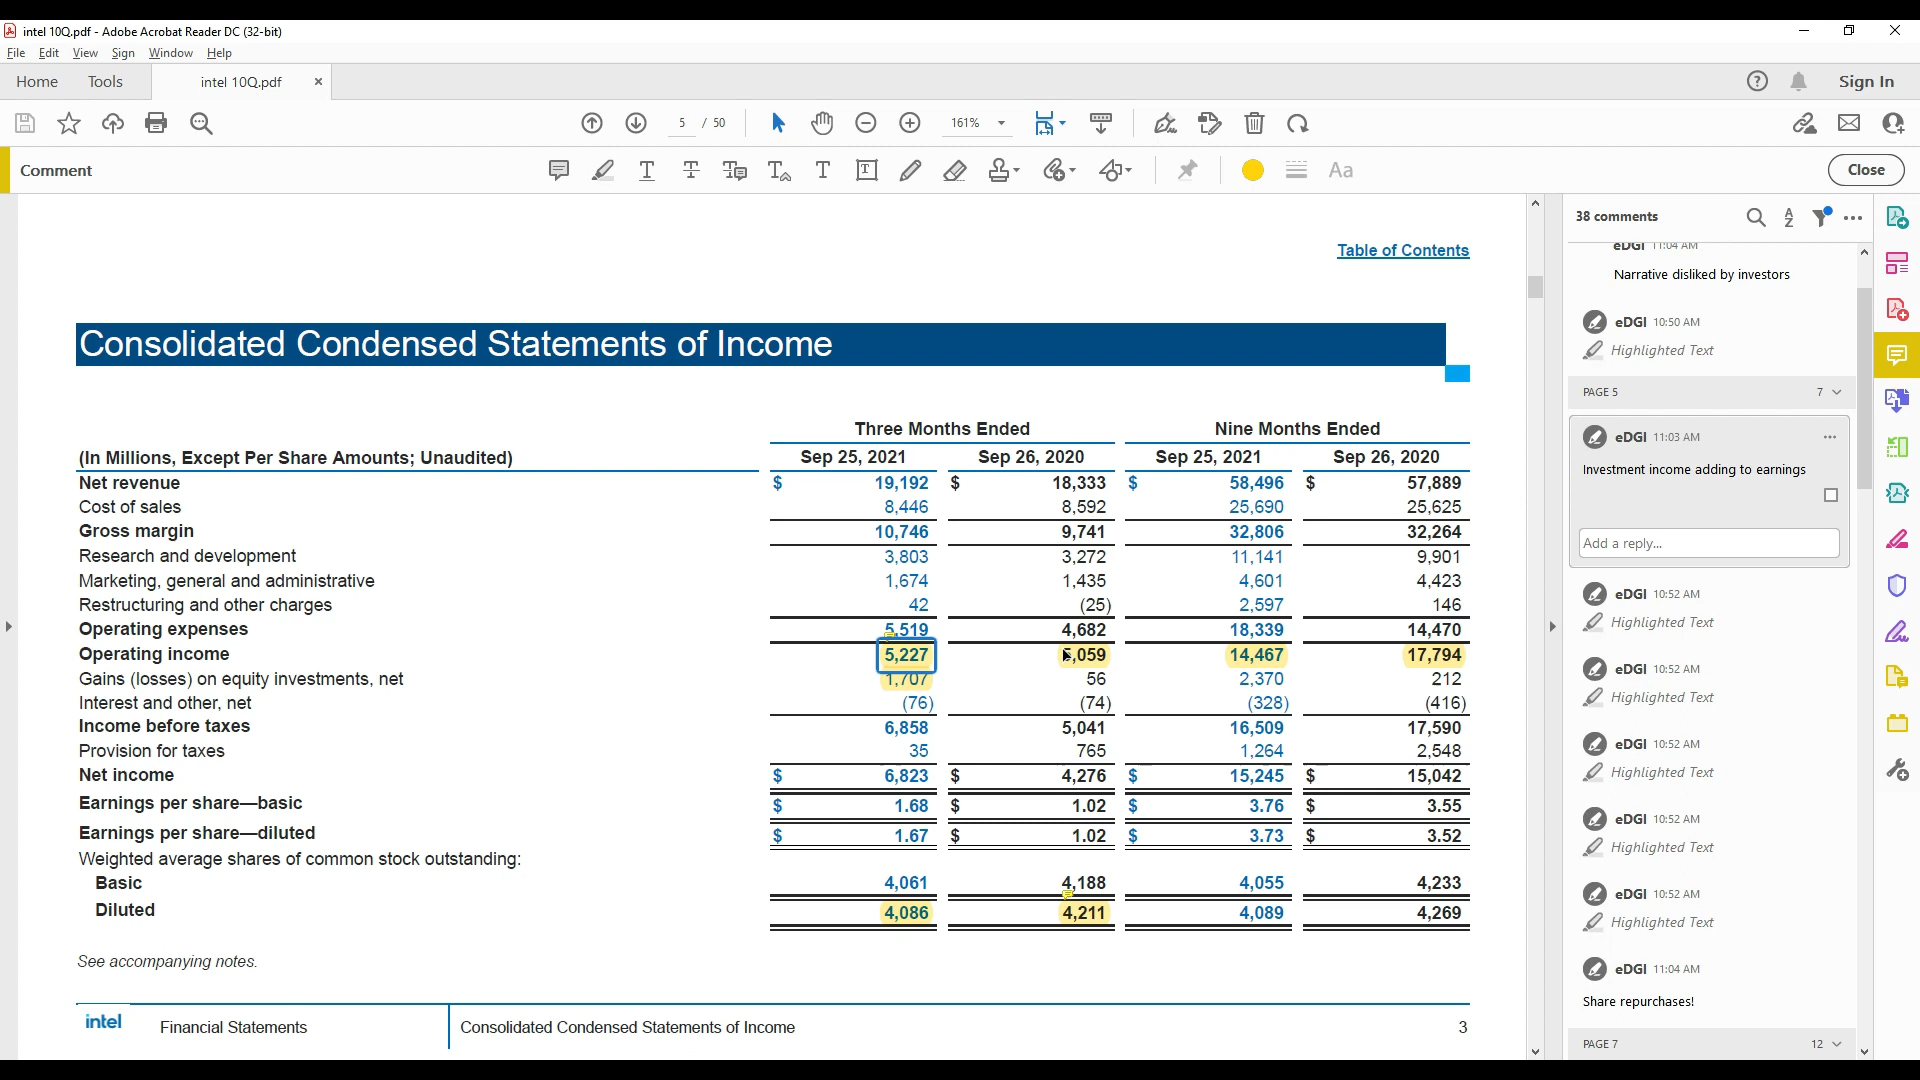 intel 10Q.pdf - Adobe Acrobat Reader DC (32-bit)
File Edit View Sign Window Help
Home Tools intel 10Q.pdf × Sign In
5 / 50 161%
Comment Close
38 comments
Table of Contents
eDGI 11:04 AM
Narrative disliked by investors
eDGI 10:50 AM
Highlighted Text
PAGE 5 7
eDGI 11:03 AM
Investment income adding to earnings
Add a reply...
eDGI 10:52 AM
Highlighted Text
eDGI 10:52 AM
Highlighted Text
eDGI 10:52 AM
Highlighted Text
eDGI 10:52 AM
Highlighted Text
eDGI 10:52 AM
Highlighted Text
eDGI 11:04 AM
Share repurchases!
PAGE 7 12
Consolidated Condensed Statements of Income
Three Months Ended Nine Months Ended
(In Millions, Except Per Share Amounts; Unaudited) Sep 25, 2021 Sep 26, 2020 Sep 25, 2021 Sep 26, 2020
Net revenue $ 19,192 $ 18,333 $ 58,496 $ 57,889
Cost of sales 8,446 8,592 25,690 25,625
Gross margin 10,746 9,741 32,806 32,264
Research and development 3,803 3,272 11,141 9,901
Marketing, general and administrative 1,674 1,435 4,601 4,423
Restructuring and other charges 42 (25) 2,597 146
Operating expenses 5,519 4,682 18,339 14,470
Operating income 5,227 5,059 14,467 17,794
Gains (losses) on equity investments, net 1,707 56 2,370 212
Interest and other, net (76) (74) (328) (416)
Income before taxes 6,858 5,041 16,509 17,590
Provision for taxes 35 765 1,264 2,548
Net income $ 6,823 $ 4,276 $ 15,245 $ 15,042
Earnings per share—basic $ 1.68 $ 1.02 $ 3.76 $ 3.55
Earnings per share—diluted $ 1.67 $ 1.02 $ 3.73 $ 3.52
Weighted average shares of common stock outstanding:
Basic 4,061 4,188 4,055 4,233
Diluted 4,086 4,211 4,089 4,269
See accompanying notes.
intel Financial Statements Consolidated Condensed Statements of Income 3